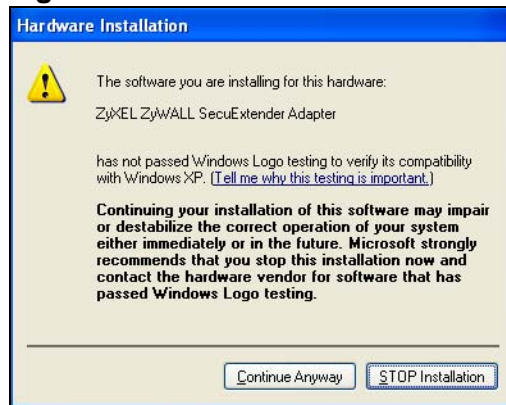 Hardware Installation
The software you are installing for this hardware:
ZyXEL ZyWALL SecuExtender Adapter
has not passed Windows Logo testing to verify its compatibility
with Windows XP. (Tell me why this testing is important.)
Continuing your installation of this software may impair
or destabilize the correct operation of your system
either immediately or in the future. Microsoft strongly
recommends that you stop this installation now and
contact the hardware vendor for software that has
passed Windows Logo testing.
Continue Anyway
STOP Installation